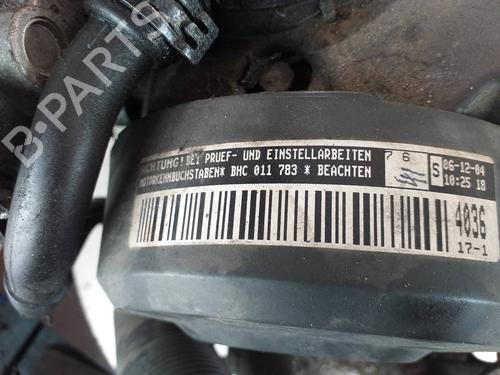 ACHTUNG! BEI PRUEF- UND EINSTELLARBEITEN
MOTORKENNBUCHSTABEN* BHC 011 783 * BEACHTEN
7 6
S
06-12-04
10:25 18
4036
17-1
B-PARTS